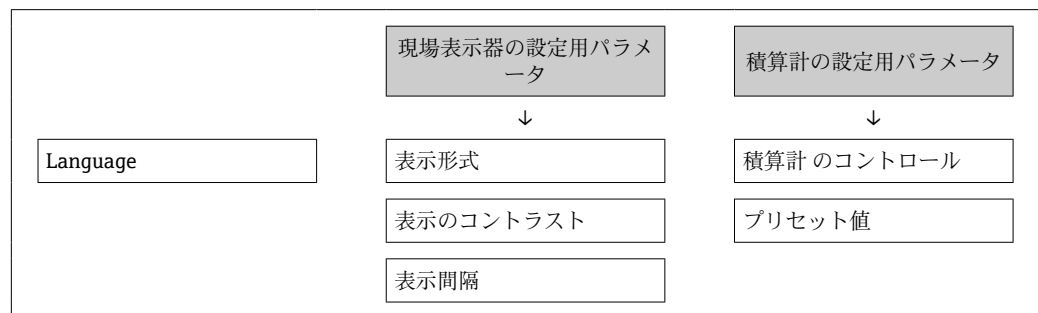 現場表示器の設定用パラメ
ータ
積算計の設定用パラメータ
↓
↓
Language
表示形式
積算計 のコントロール
表示のコントラスト
プリセット値
表示間隔